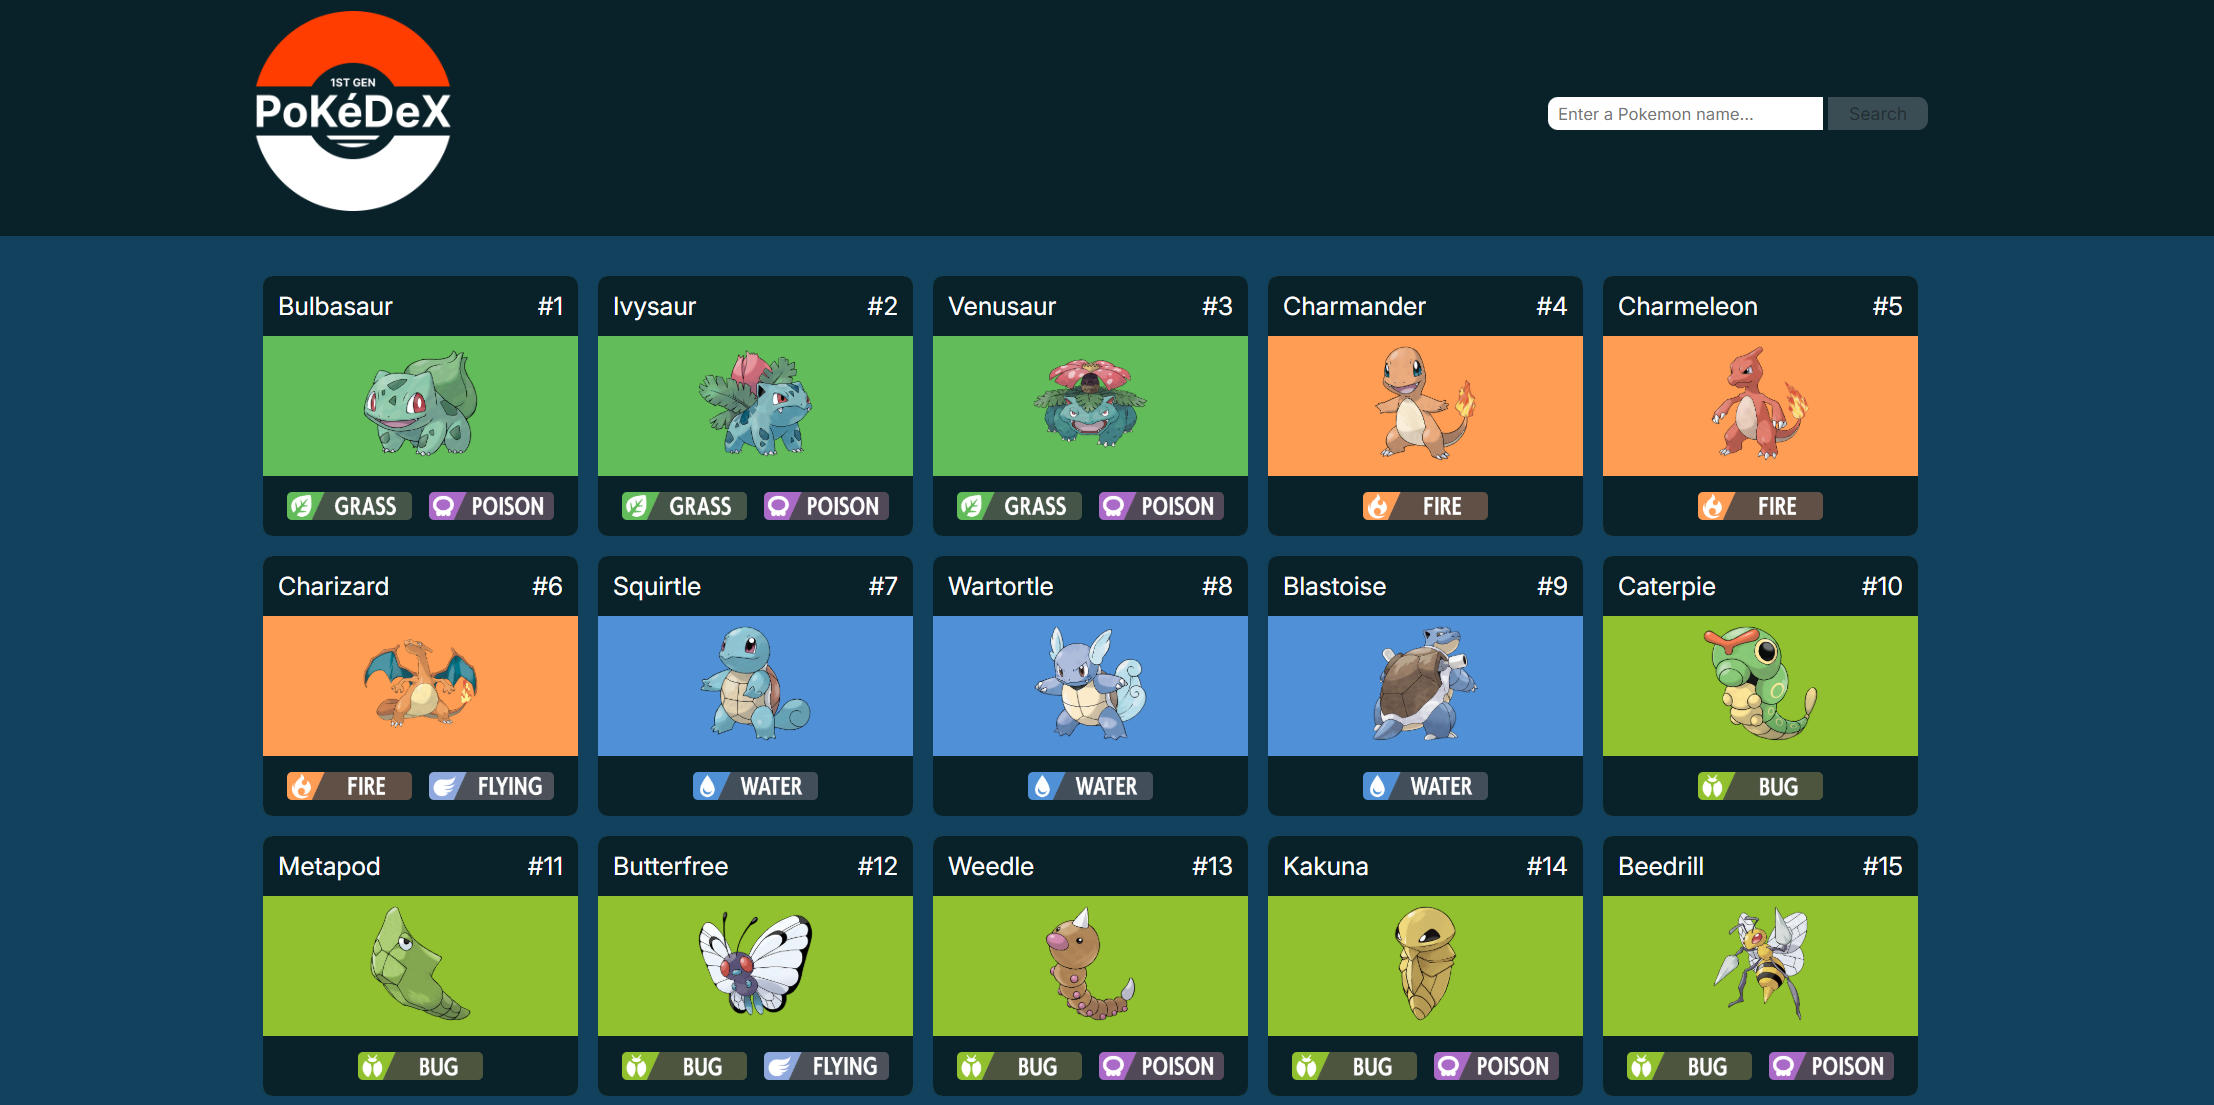 1ST GEN
PoKéDeX
Enter a Pokemon name...
Search
Bulbasaur #1
GRASS POISON
Ivysaur #2
GRASS POISON
Venusaur #3
GRASS POISON
Charmander #4
FIRE
Charmeleon #5
FIRE
Charizard #6
FIRE FLYING
Squirtle #7
WATER
Wartortle #8
WATER
Blastoise #9
WATER
Caterpie #10
BUG
Metapod #11
BUG
Butterfree #12
BUG FLYING
Weedle #13
BUG POISON
Kakuna #14
BUG POISON
Beedrill #15
BUG POISON